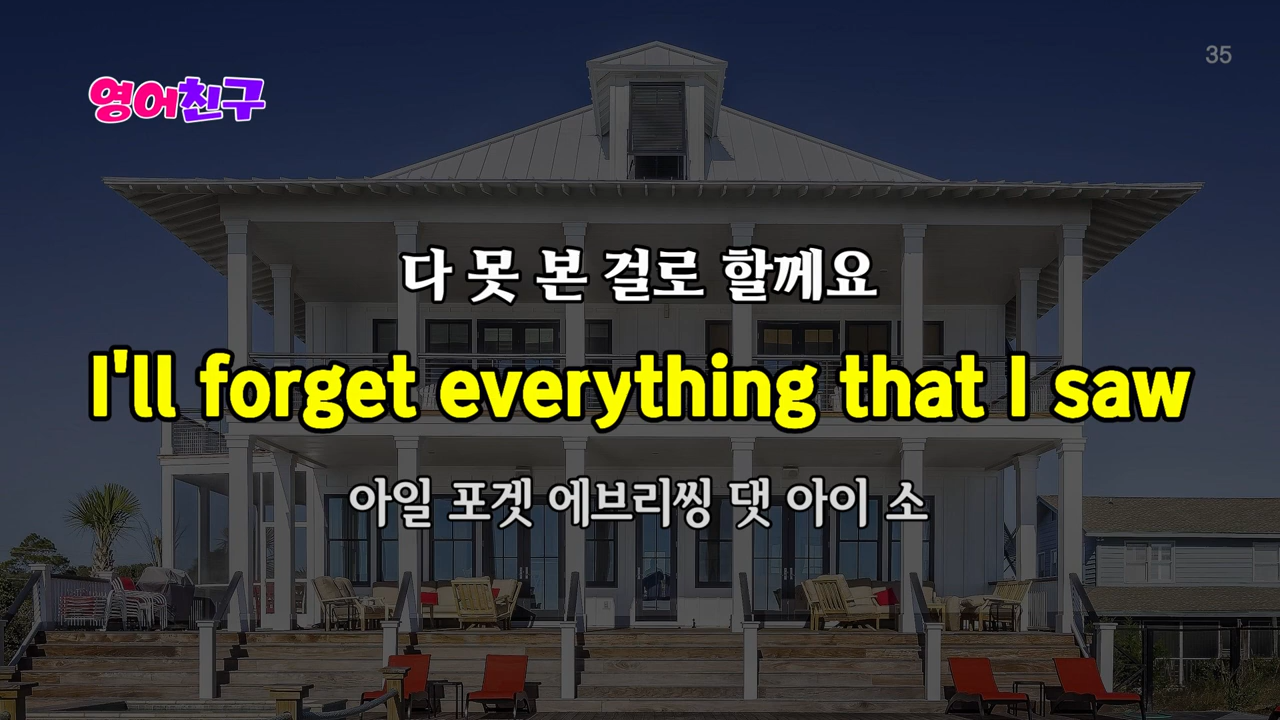 35
영어친구
다 못 본 걸로 할께요
I'll forget everything that I saw
아일 포겟 에브리씽 댓 아이 소